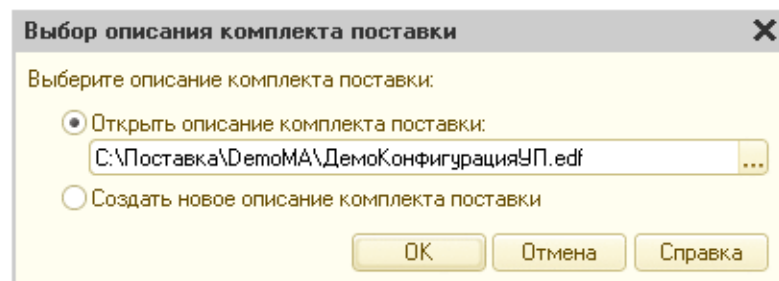 Выбор описания комплекта поставки
Выберите описание комплекта поставки:
Открыть описание комплекта поставки:
C:\Поставка\DemoMA\ДемоКонфигурацияУП.edf
...
Создать новое описание комплекта поставки
OK Отмена Справка